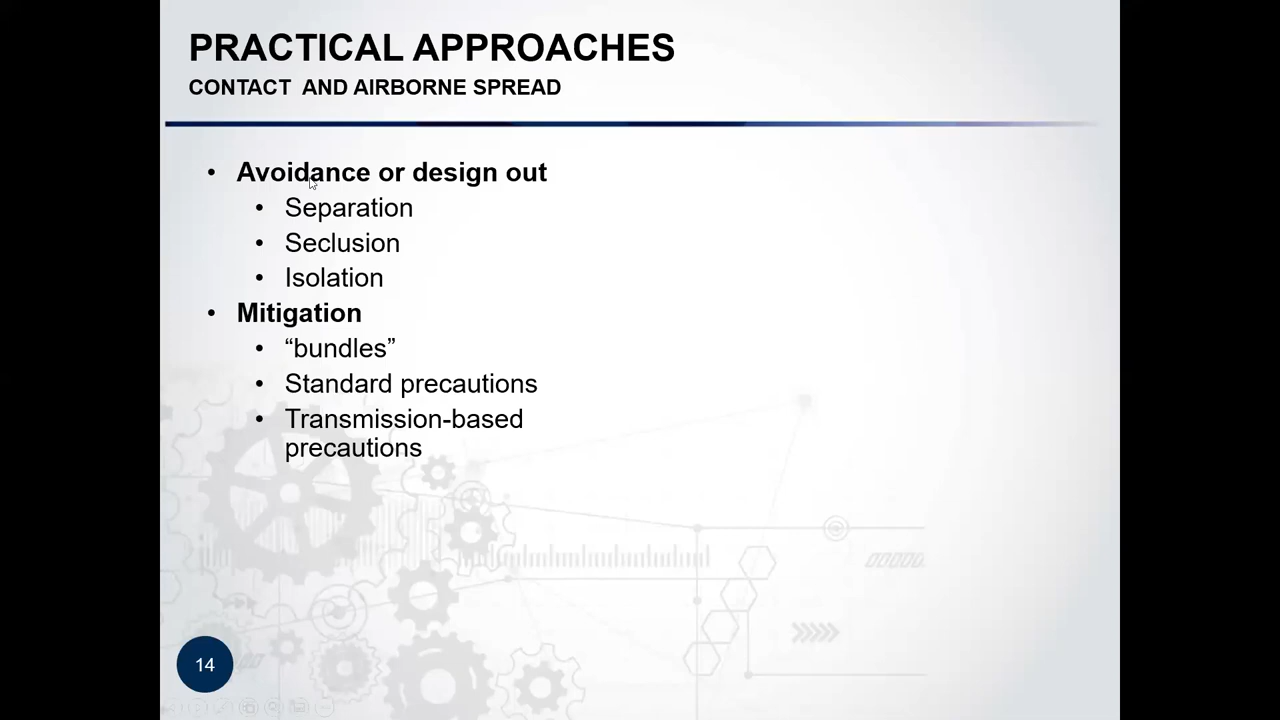 PRACTICAL APPROACHES
CONTACT AND AIRBORNE SPREAD
• Avoidance or design out
• Separation
• Seclusion
• Isolation
• Mitigation
• “bundles”
• Standard precautions
• Transmission-based
precautions
14